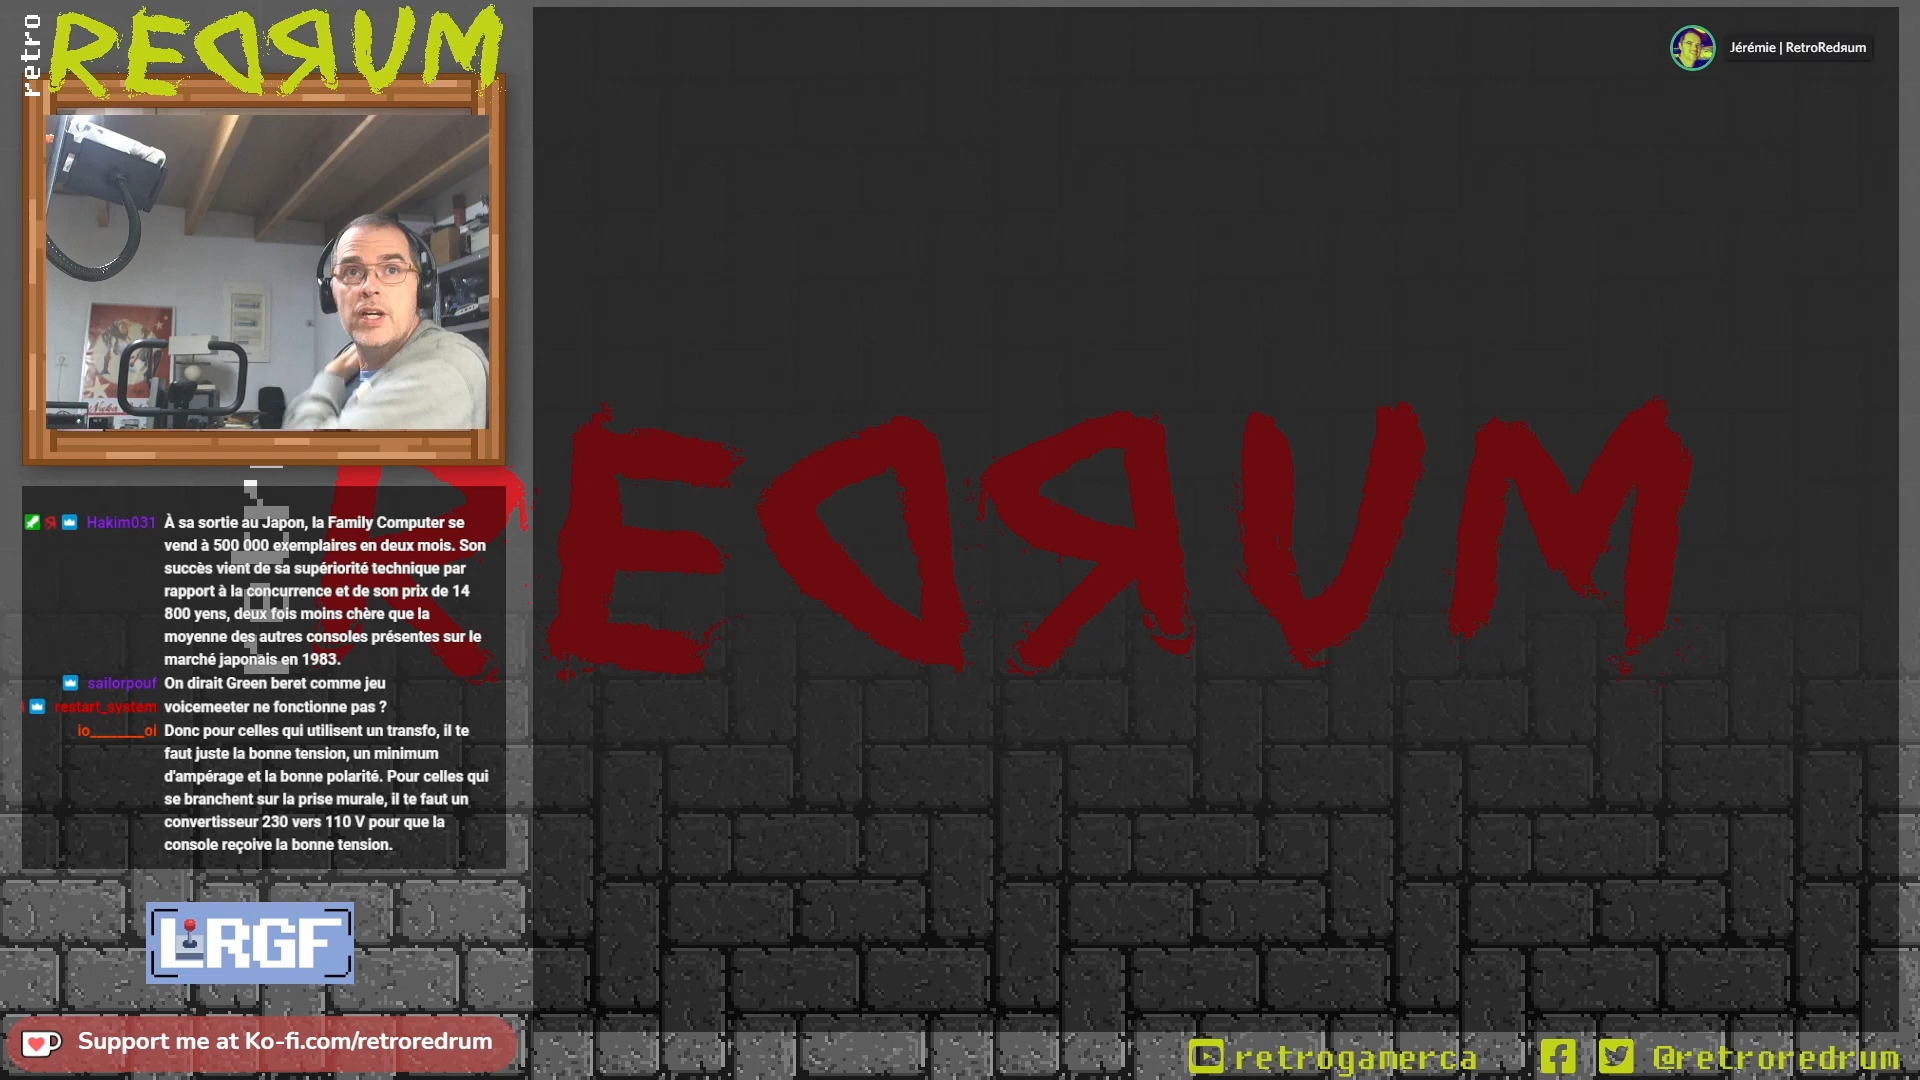 retro
REDRUM
Jérémie | RetroRedяum
REDRUM
Hakim031 À sa sortie au Japon, la Family Computer se
vend à 500 000 exemplaires en deux mois. Son
succès vient de sa supériorité technique par
rapport à la concurrence et de son prix de 14
800 yens, deux fois moins chère que la
moyenne des autres consoles présentes sur le
marché japonais en 1983.
sailorpouf On dirait Green beret comme jeu
restart_system voicemeeter ne fonctionne pas ?
io________ol Donc pour celles qui utilisent un transfo, il te
faut juste la bonne tension, un minimum
d'ampérage et la bonne polarité. Pour celles qui
se branchent sur la prise murale, il te faut un
convertisseur 230 vers 110 V pour que la
console reçoive la bonne tension.
LRGF
Support me at Ko-fi.com/retroredrum
retrogamerca
@retroredrum